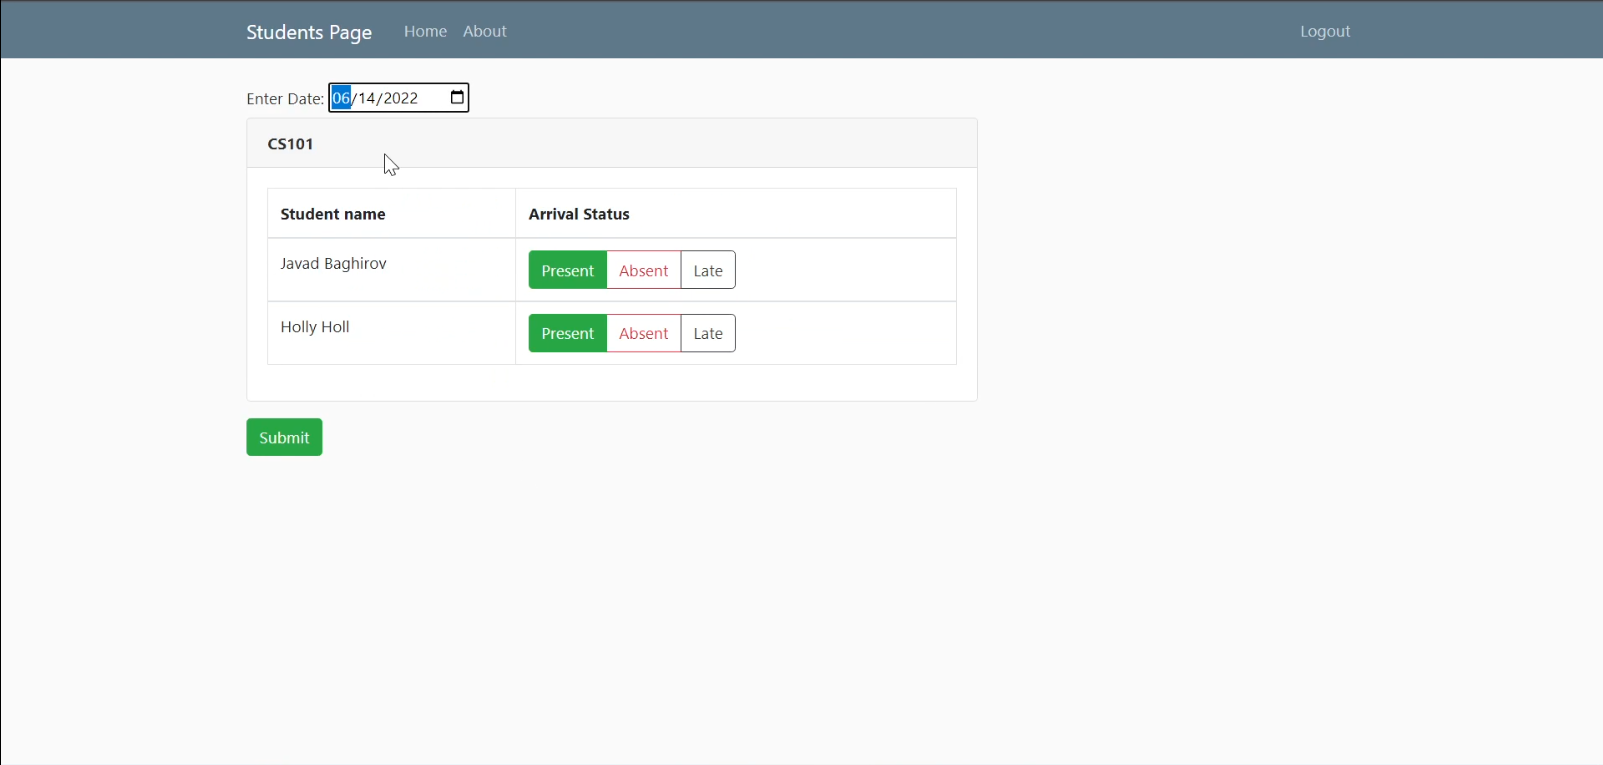 Students Page Home About Logout
Enter Date: 06/14/2022
CS101
Student name Arrival Status
Javad Baghirov Present Absent Late
Holly Holl Present Absent Late
Submit